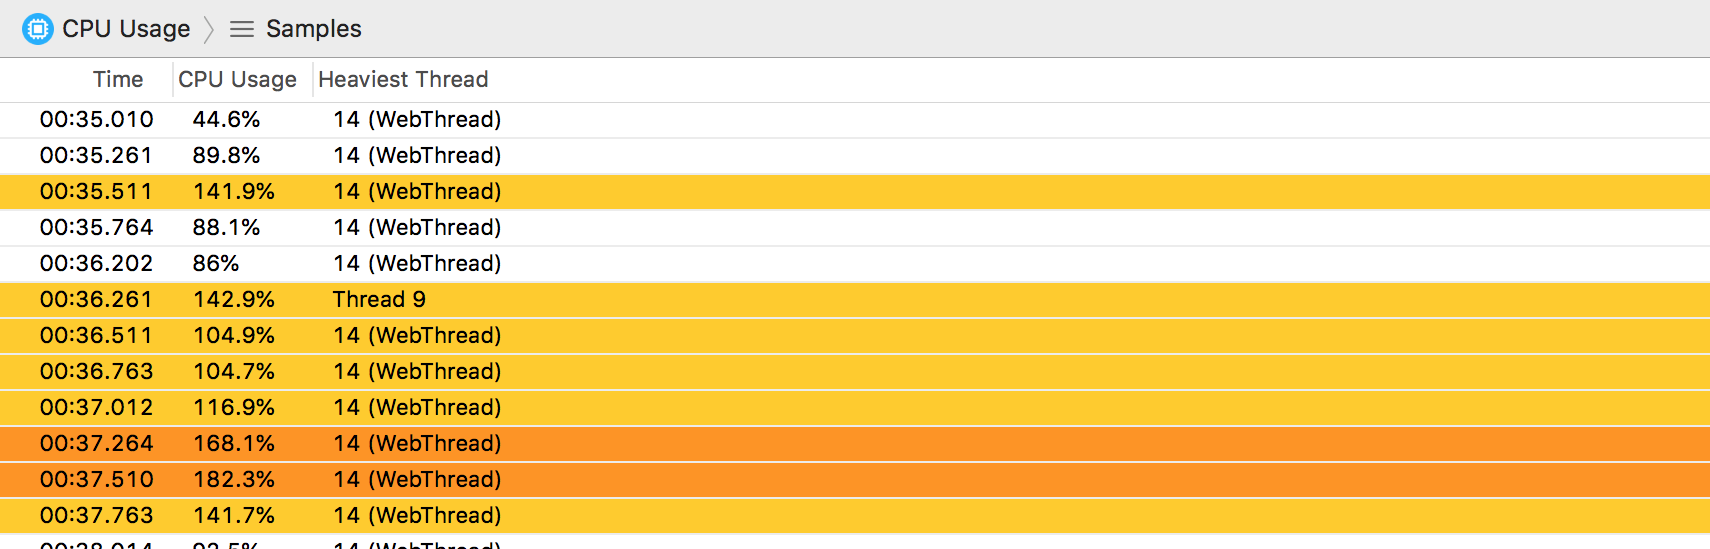 CPU Usage Samples
Time CPU Usage Heaviest Thread
00:35.010 44.6% 14 (WebThread)
00:35.261 89.8% 14 (WebThread)
00:35.511 141.9% 14 (WebThread)
00:35.764 88.1% 14 (WebThread)
00:36.202 86% 14 (WebThread)
00:36.261 142.9% Thread 9
00:36.511 104.9% 14 (WebThread)
00:36.763 104.7% 14 (WebThread)
00:37.012 116.9% 14 (WebThread)
00:37.264 168.1% 14 (WebThread)
00:37.510 182.3% 14 (WebThread)
00:37.763 141.7% 14 (WebThread)
14 (WebThread)